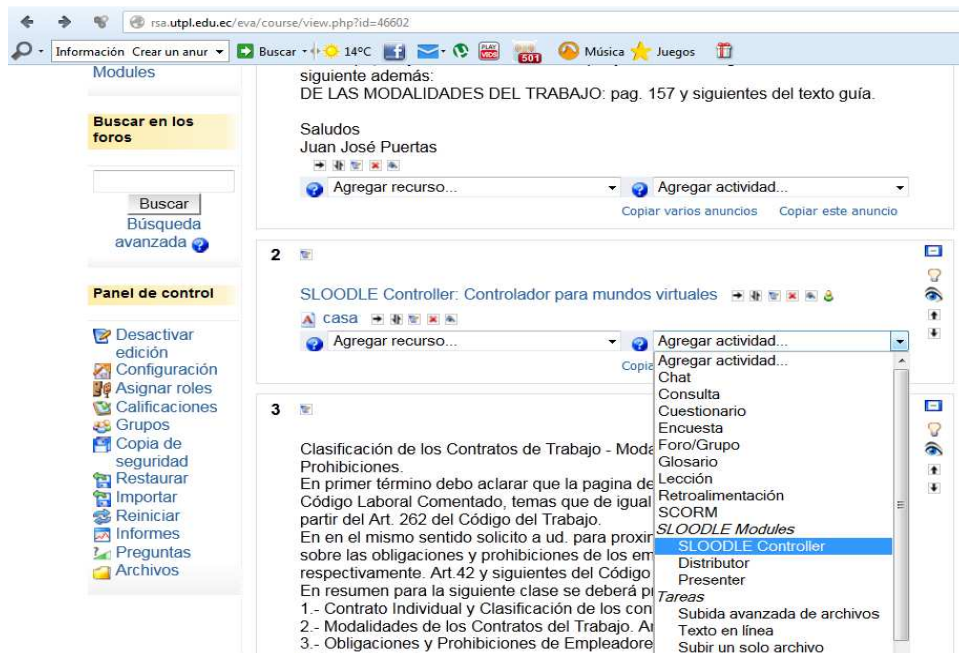 rsa.utpl.edu.ec/eva/course/view.php?id=46602
Información Crear un anur Buscar 14ºC PLAY VIDS 501 Música Juegos
Modules
Buscar en los
foros
Buscar
Búsqueda
avanzada
Panel de control
Desactivar
edición
Configuración
Asignar roles
Calificaciones
Grupos
Copia de
seguridad
Restaurar
Importar
Reiniciar
Informes
Preguntas
Archivos
siguiente además:
DE LAS MODALIDADES DEL TRABAJO: pag. 157 y siguientes del texto guía.
Saludos
Juan José Puertas
Agregar recurso... Agregar actividad...
Copiar varios anuncios Copiar este anuncio
2
SLOODLE Controller: Controlador para mundos virtuales
casa
Agregar recurso... Agregar actividad...
Copia
Agregar actividad...
Chat
Consulta
Cuestionario
Encuesta
Foro/Grupo
Glosario
Lección
Retroalimentación
SCORM
SLOODLE Modules
SLOODLE Controller
Distributor
Presenter
Tareas
Subida avanzada de archivos
Texto en línea
Subir un solo archivo
3
Clasificación de los Contratos de Trabajo - Moda
Prohibiciones.
En primer término debo aclarar que la pagina de
Código Laboral Comentado, temas que de igual
partir del Art. 262 del Código del Trabajo.
En en el mismo sentido solicito a ud. para proxim
sobre las obligaciones y prohibiciones de los em
respectivamente. Art.42 y siguientes del Código
En resumen para la siguiente clase se deberá pr
1.- Contrato Individual y Clasificación de los con
2.- Modalidades de los Contratos del Trabajo. A
3.- Obligaciones y Prohibiciones de Empleadore